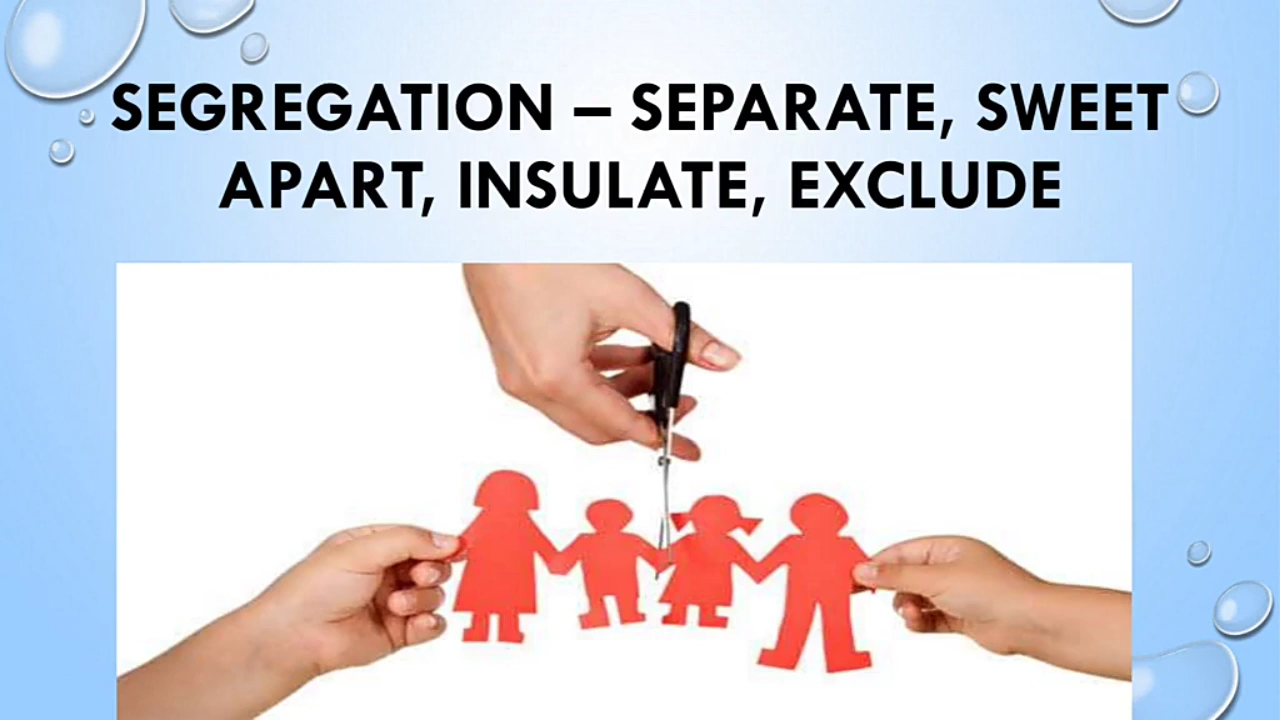 SEGREGATION – SEPARATE, SWEET
APART, INSULATE, EXCLUDE